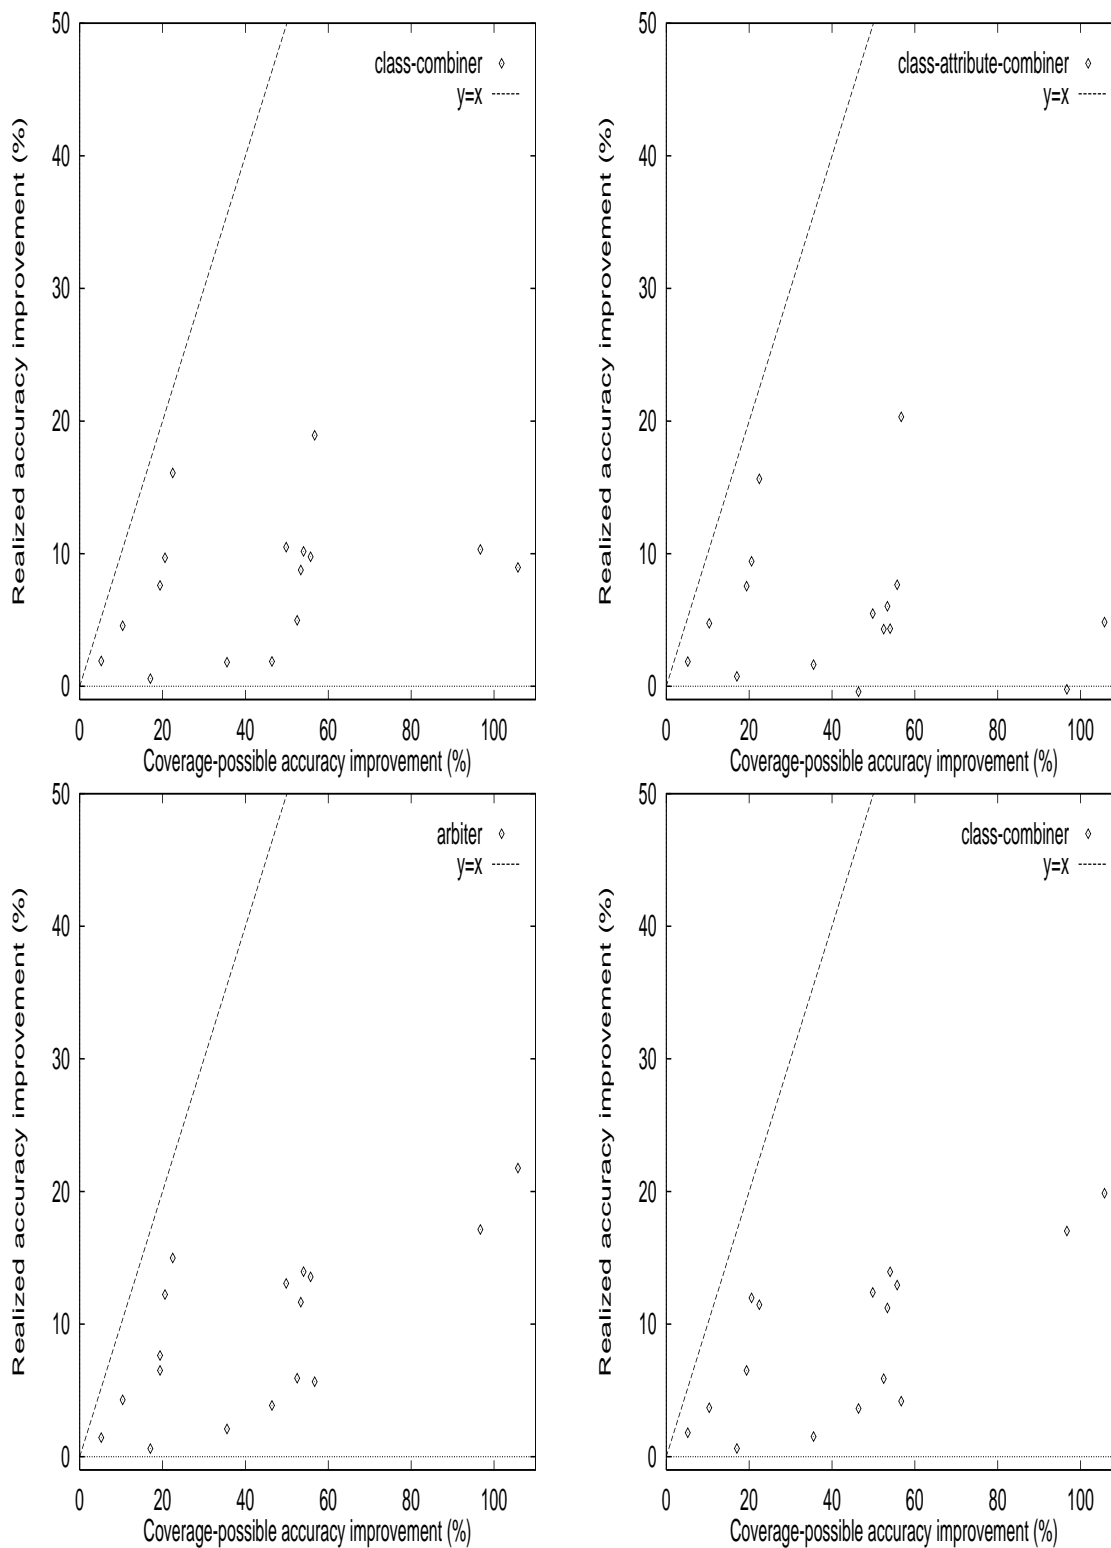 50
40
30
20
10
0
Realized accuracy improvement (%)
class-combiner
y=x
0 20 40 60 80 100
Coverage-possible accuracy improvement (%)
50
40
30
20
10
0
Realized accuracy improvement (%)
class-attribute-combiner
y=x
0 20 40 60 80 100
Coverage-possible accuracy improvement (%)
50
40
30
20
10
0
Realized accuracy improvement (%)
arbiter
y=x
0 20 40 60 80 100
Coverage-possible accuracy improvement (%)
50
40
30
20
10
0
Realized accuracy improvement (%)
class-combiner
y=x
0 20 40 60 80 100
Coverage-possible accuracy improvement (%)